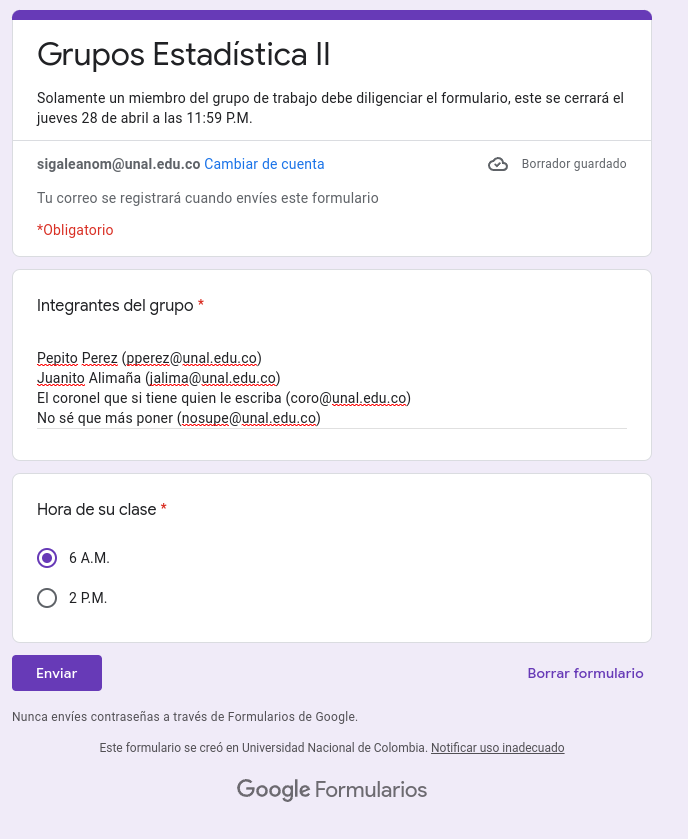 Grupos Estadística II
Solamente un miembro del grupo de trabajo debe diligenciar el formulario, este se cerrará el
jueves 28 de abril a las 11:59 P.M.
sigaleanom@unal.edu.co Cambiar de cuenta
Borrador guardado
Tu correo se registrará cuando envíes este formulario
*Obligatorio
Integrantes del grupo *
Pepito Perez (pperez@unal.edu.co)
Juanito Alimaña (jalima@unal.edu.co)
El coronel que si tiene quien le escriba (coro@unal.edu.co)
No sé que más poner (nosupe@unal.edu.co)
Hora de su clase *
6 A.M.
2 P.M.
Enviar
Borrar formulario
Nunca envíes contraseñas a través de Formularios de Google.
Este formulario se creó en Universidad Nacional de Colombia. Notificar uso inadecuado
Google Formularios